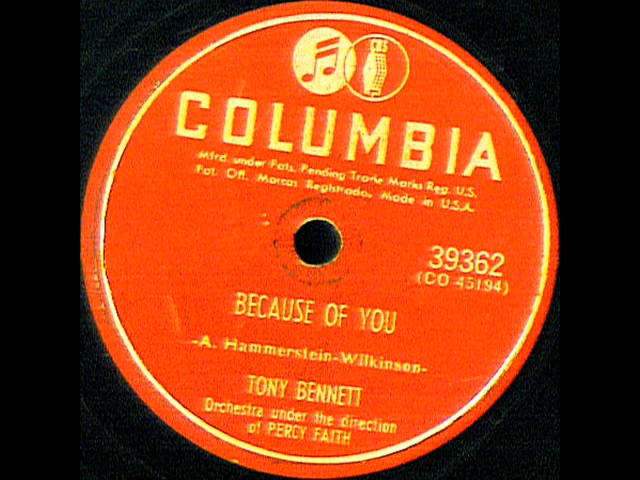 CBS
COLUMBIA
Mfrd. under Pats. Pending Trade Marks Reg. U.S.
Pat. Off. Marcas Registradas Made in U.S.A.
39362
(CO 45194)
BECAUSE OF YOU
-A. Hammerstein-Wilkinson-
TONY BENNETT
Orchestra under the direction
of PERCY FAITH